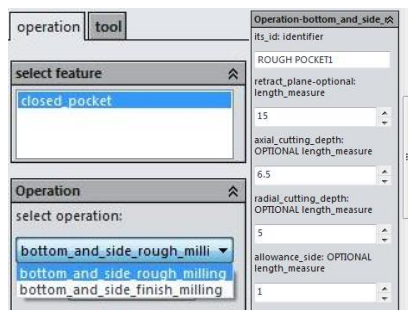 operation tool
select feature
closed_pocket
Operation
select operation:
bottom_and_side_rough_milli
bottom_and_side_rough_milling
bottom_and_side_finish_milling
Operation-bottom_and_side_
its_id: identifier
ROUGH POCKET1
retract_plane-optional:
length_measure
15
axial_cutting_depth:
OPTIONAL length_measure
6.5
radial_cutting_depth:
OPTIONAL length_measure
5
allowance_side: OPTIONAL
length_measure
1